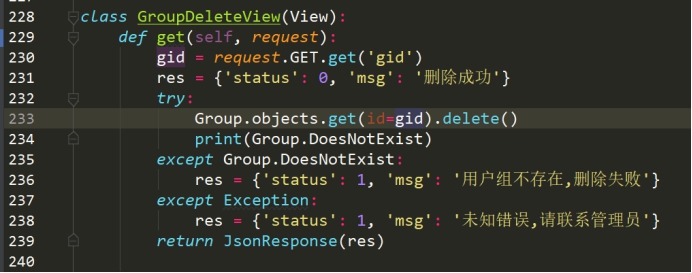 228 class GroupDeleteView(View):
229     def get(self, request):
230         gid = request.GET.get('gid')
231         res = {'status': 0, 'msg': '删除成功'}
232         try:
233             Group.objects.get(id=gid).delete()
234             print(Group.DoesNotExist)
235         except Group.DoesNotExist:
236             res = {'status': 1, 'msg': '用户组不存在,删除失败'}
237         except Exception:
238             res = {'status': 1, 'msg': '未知错误,请联系管理员'}
239         return JsonResponse(res)
240